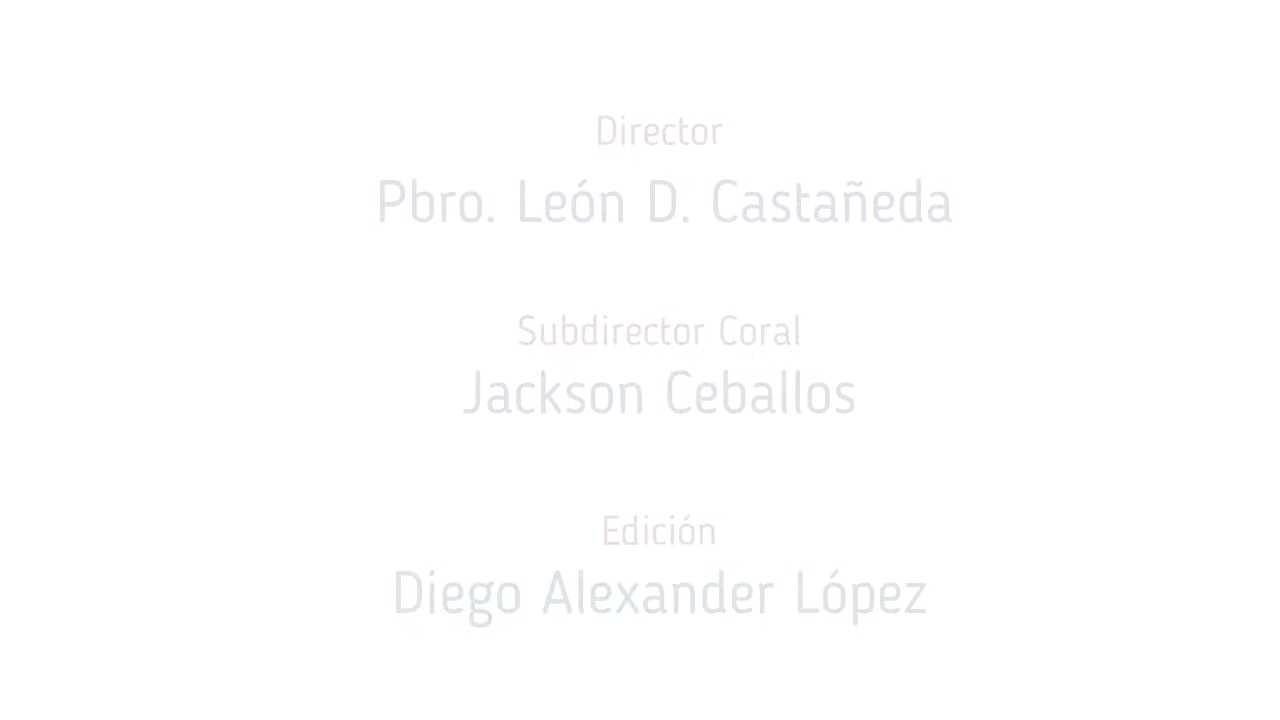 Director
Pbro. León D. Castañeda
Subdirector Coral
Jackson Ceballos
Edición
Diego Alexander López